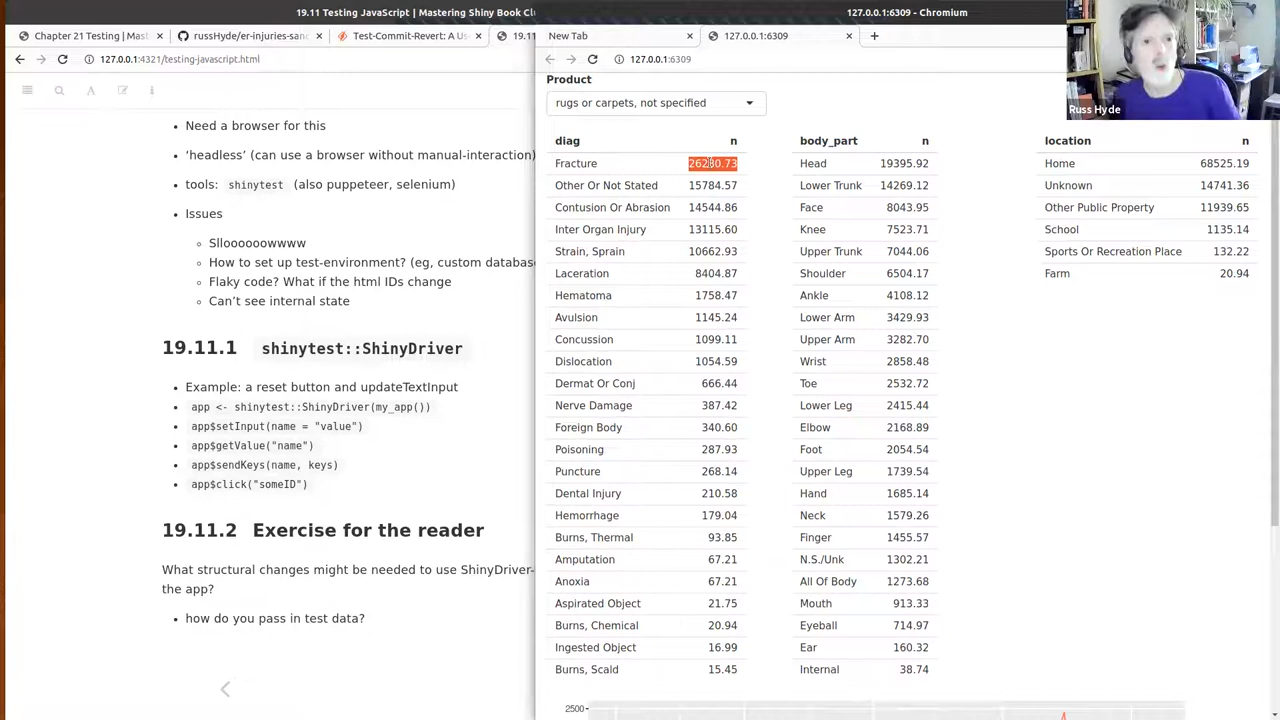 19.11 Testing JavaScript | Mastering Shiny Book Clu
127.0.0.1:6309 - Chromium
Chapter 21 Testing | Mast
russHyde/er-injuries-san
Test-Commit-Revert: A Us
19.11
New Tab
127.0.0.1:6309
127.0.0.1:4321/testing-javascript.html
127.0.0.1:6309
Need a browser for this
'headless' (can use a browser without manual-interaction)
tools: shinytest (also puppeteer, selenium)
Issues
Slloooooowwww
How to set up test-environment? (eg, custom database
Flaky code? What if the html IDs change
Can't see internal state
19.11.1 shinytest::ShinyDriver
Example: a reset button and updateTextInput
app <- shinytest::ShinyDriver(my_app())
app$setInput(name = "value")
app$getValue("name")
app$sendKeys(name, keys)
app$click("someID")
19.11.2 Exercise for the reader
What structural changes might be needed to use ShinyDriver-
the app?
how do you pass in test data?
Product
rugs or carpets, not specified
diag n
Fracture
Other Or Not Stated 15784.57
Contusion Or Abrasion 14544.86
Inter Organ Injury 13115.60
Strain, Sprain 10662.93
Laceration 8404.87
Hematoma 1758.47
Avulsion 1145.24
Concussion 1099.11
Dislocation 1054.59
Dermat Or Conj 666.44
Nerve Damage 387.42
Foreign Body 340.60
Poisoning 287.93
Puncture 268.14
Dental Injury 210.58
Hemorrhage 179.04
Burns, Thermal 93.85
Amputation 67.21
Anoxia 67.21
Aspirated Object 21.75
Burns, Chemical 20.94
Ingested Object 16.99
Burns, Scald 15.45
body_part n
Head 19395.92
Lower Trunk 14269.12
Face 8043.95
Knee 7523.71
Upper Trunk 7044.06
Shoulder 6504.17
Ankle 4108.12
Lower Arm 3429.93
Upper Arm 3282.70
Wrist 2858.48
Toe 2532.72
Lower Leg 2415.44
Elbow 2168.89
Foot 2054.54
Upper Leg 1739.54
Hand 1685.14
Neck 1579.26
Finger 1455.57
N.S./Unk 1302.21
All Of Body 1273.68
Mouth 913.33
Eyeball 714.97
Ear 160.32
Internal 38.74
location n
Home 68525.19
Unknown 14741.36
Other Public Property 11939.65
School 1135.14
Sports Or Recreation Place 132.22
Farm 20.94
2500
Russ Hyde